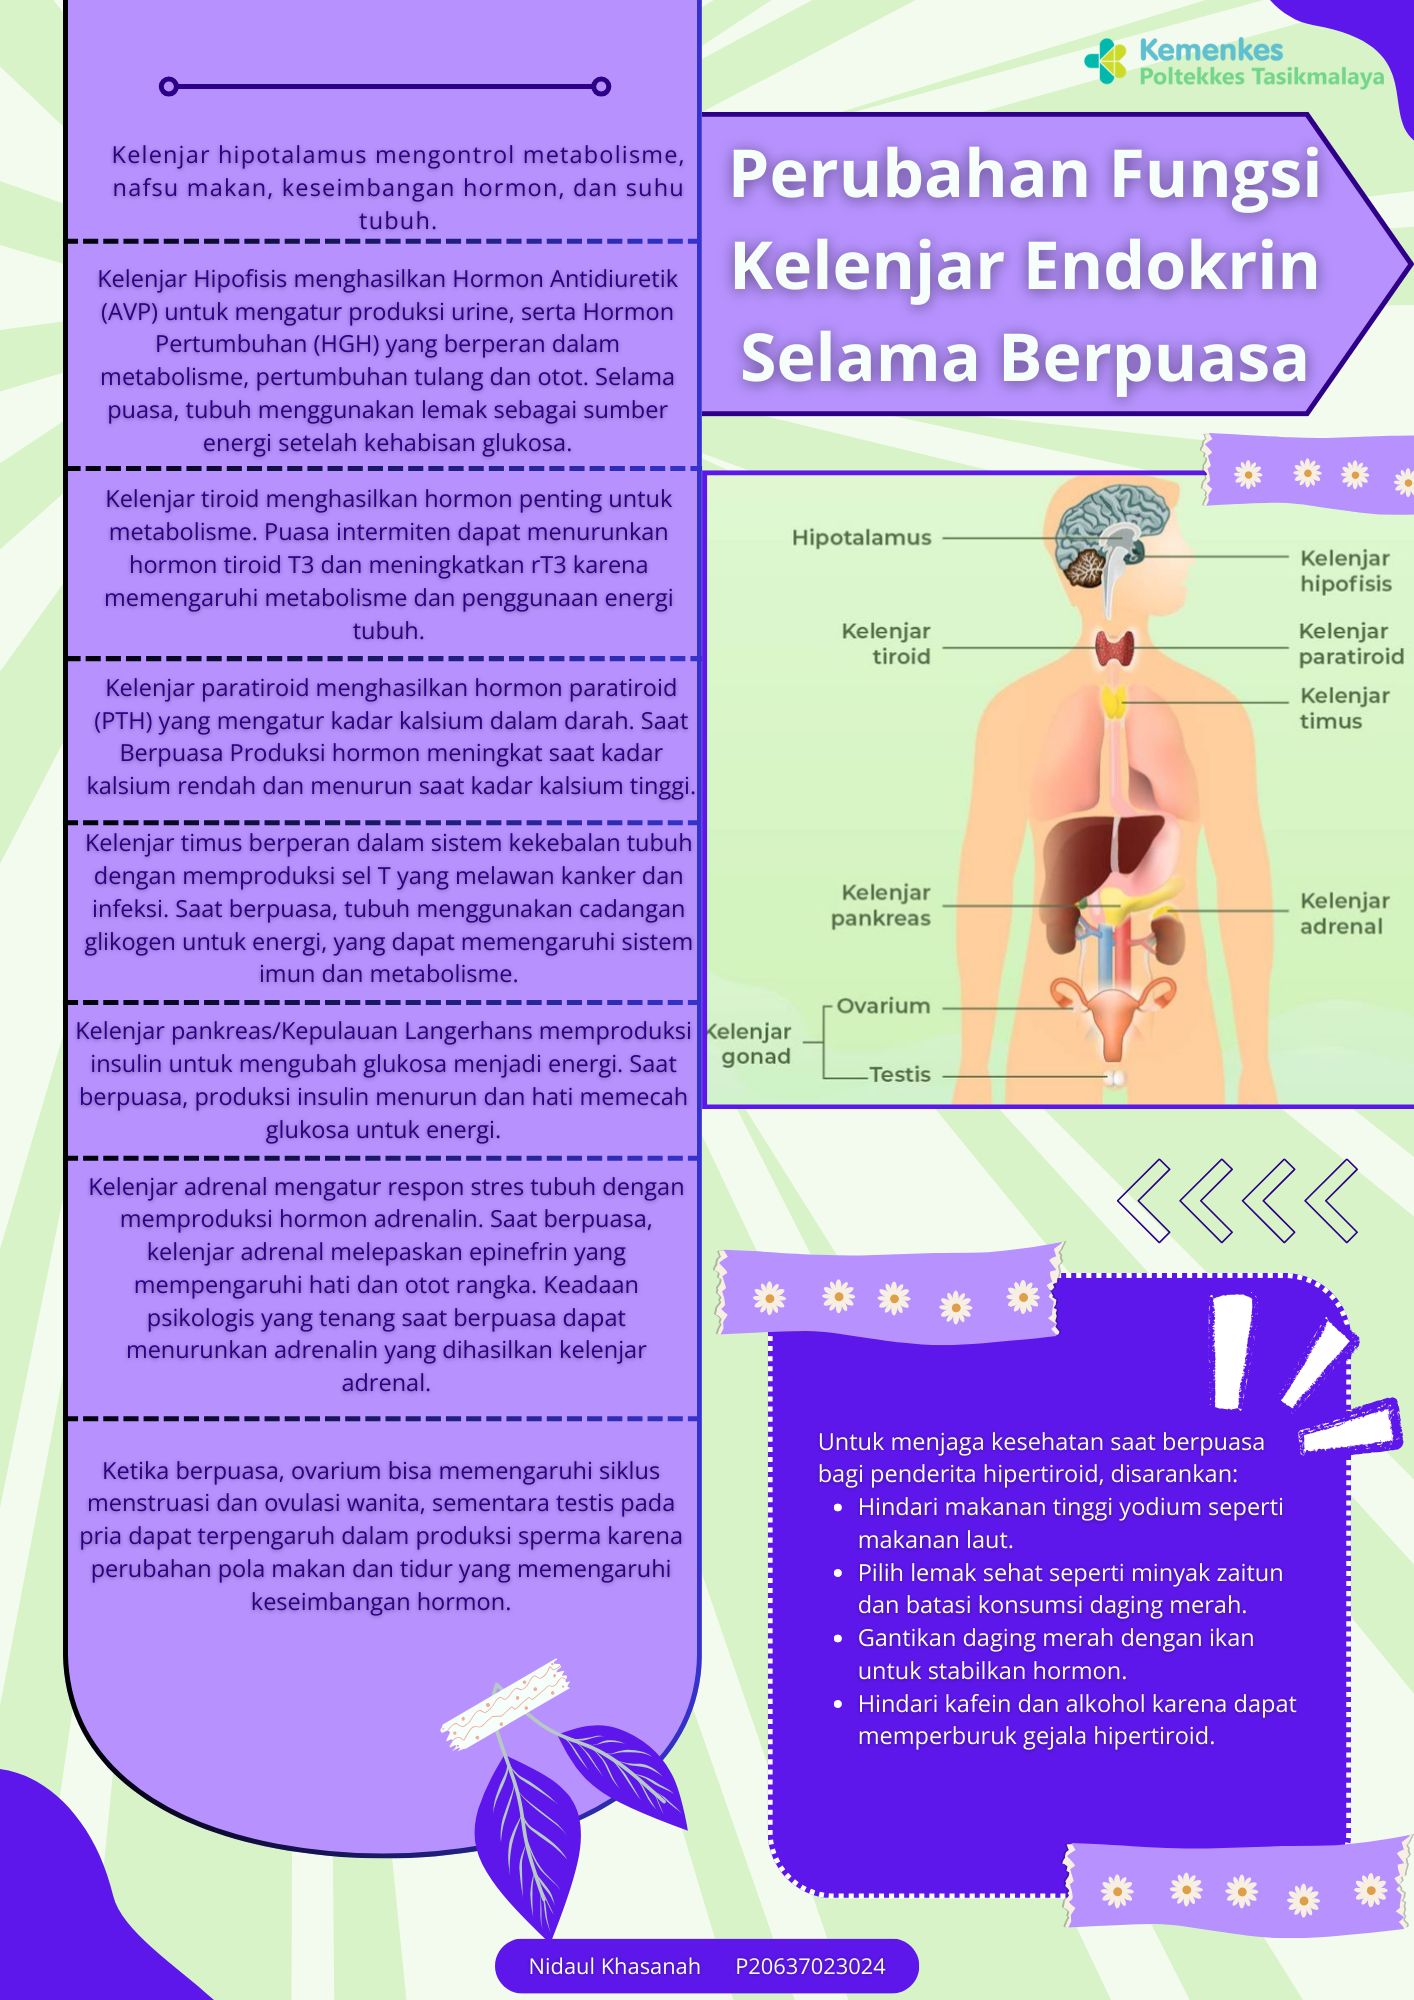 Kemenkes
Poltekkes Tasikmalaya
Perubahan Fungsi
Kelenjar Endokrin
Selama Berpuasa
Kelenjar hipotalamus mengontrol metabolisme,
nafsu makan, keseimbangan hormon, dan suhu
tubuh.
Kelenjar Hipofisis menghasilkan Hormon Antidiuretik
(AVP) untuk mengatur produksi urine, serta Hormon
Pertumbuhan (HGH) yang berperan dalam
metabolisme, pertumbuhan tulang dan otot. Selama
puasa, tubuh menggunakan lemak sebagai sumber
energi setelah kehabisan glukosa.
Kelenjar tiroid menghasilkan hormon penting untuk
metabolisme. Puasa intermiten dapat menurunkan
hormon tiroid T3 dan meningkatkan rT3 karena
memengaruhi metabolisme dan penggunaan energi
tubuh.
Kelenjar paratiroid menghasilkan hormon paratiroid
(PTH) yang mengatur kadar kalsium dalam darah. Saat
Berpuasa Produksi hormon meningkat saat kadar
kalsium rendah dan menurun saat kadar kalsium tinggi.
Kelenjar timus berperan dalam sistem kekebalan tubuh
dengan memproduksi sel T yang melawan kanker dan
infeksi. Saat berpuasa, tubuh menggunakan cadangan
glikogen untuk energi, yang dapat memengaruhi sistem
imun dan metabolisme.
Kelenjar pankreas/Kepulauan Langerhans memproduksi
insulin untuk mengubah glukosa menjadi energi. Saat
berpuasa, produksi insulin menurun dan hati memecah
glukosa untuk energi.
Kelenjar adrenal mengatur respon stres tubuh dengan
memproduksi hormon adrenalin. Saat berpuasa,
kelenjar adrenal melepaskan epinefrin yang
mempengaruhi hati dan otot rangka. Keadaan
psikologis yang tenang saat berpuasa dapat
menurunkan adrenalin yang dihasilkan kelenjar
adrenal.
Ketika berpuasa, ovarium bisa memengaruhi siklus
menstruasi dan ovulasi wanita, sementara testis pada
pria dapat terpengaruh dalam produksi sperma karena
perubahan pola makan dan tidur yang memengaruhi
keseimbangan hormon.
Hipotalamus
Kelenjar
hipofisis
Kelenjar
tiroid
Kelenjar
paratiroid
Kelenjar
timus
Kelenjar
pankreas
Kelenjar
adrenal
Ovarium
Kelenjar
gonad
Testis
Untuk menjaga kesehatan saat berpuasa
bagi penderita hipertiroid, disarankan:
• Hindari makanan tinggi yodium seperti
makanan laut.
• Pilih lemak sehat seperti minyak zaitun
dan batasi konsumsi daging merah.
• Gantikan daging merah dengan ikan
untuk stabilkan hormon.
• Hindari kafein dan alkohol karena dapat
memperburuk gejala hipertiroid.
Nidaul Khasanah P20637023024